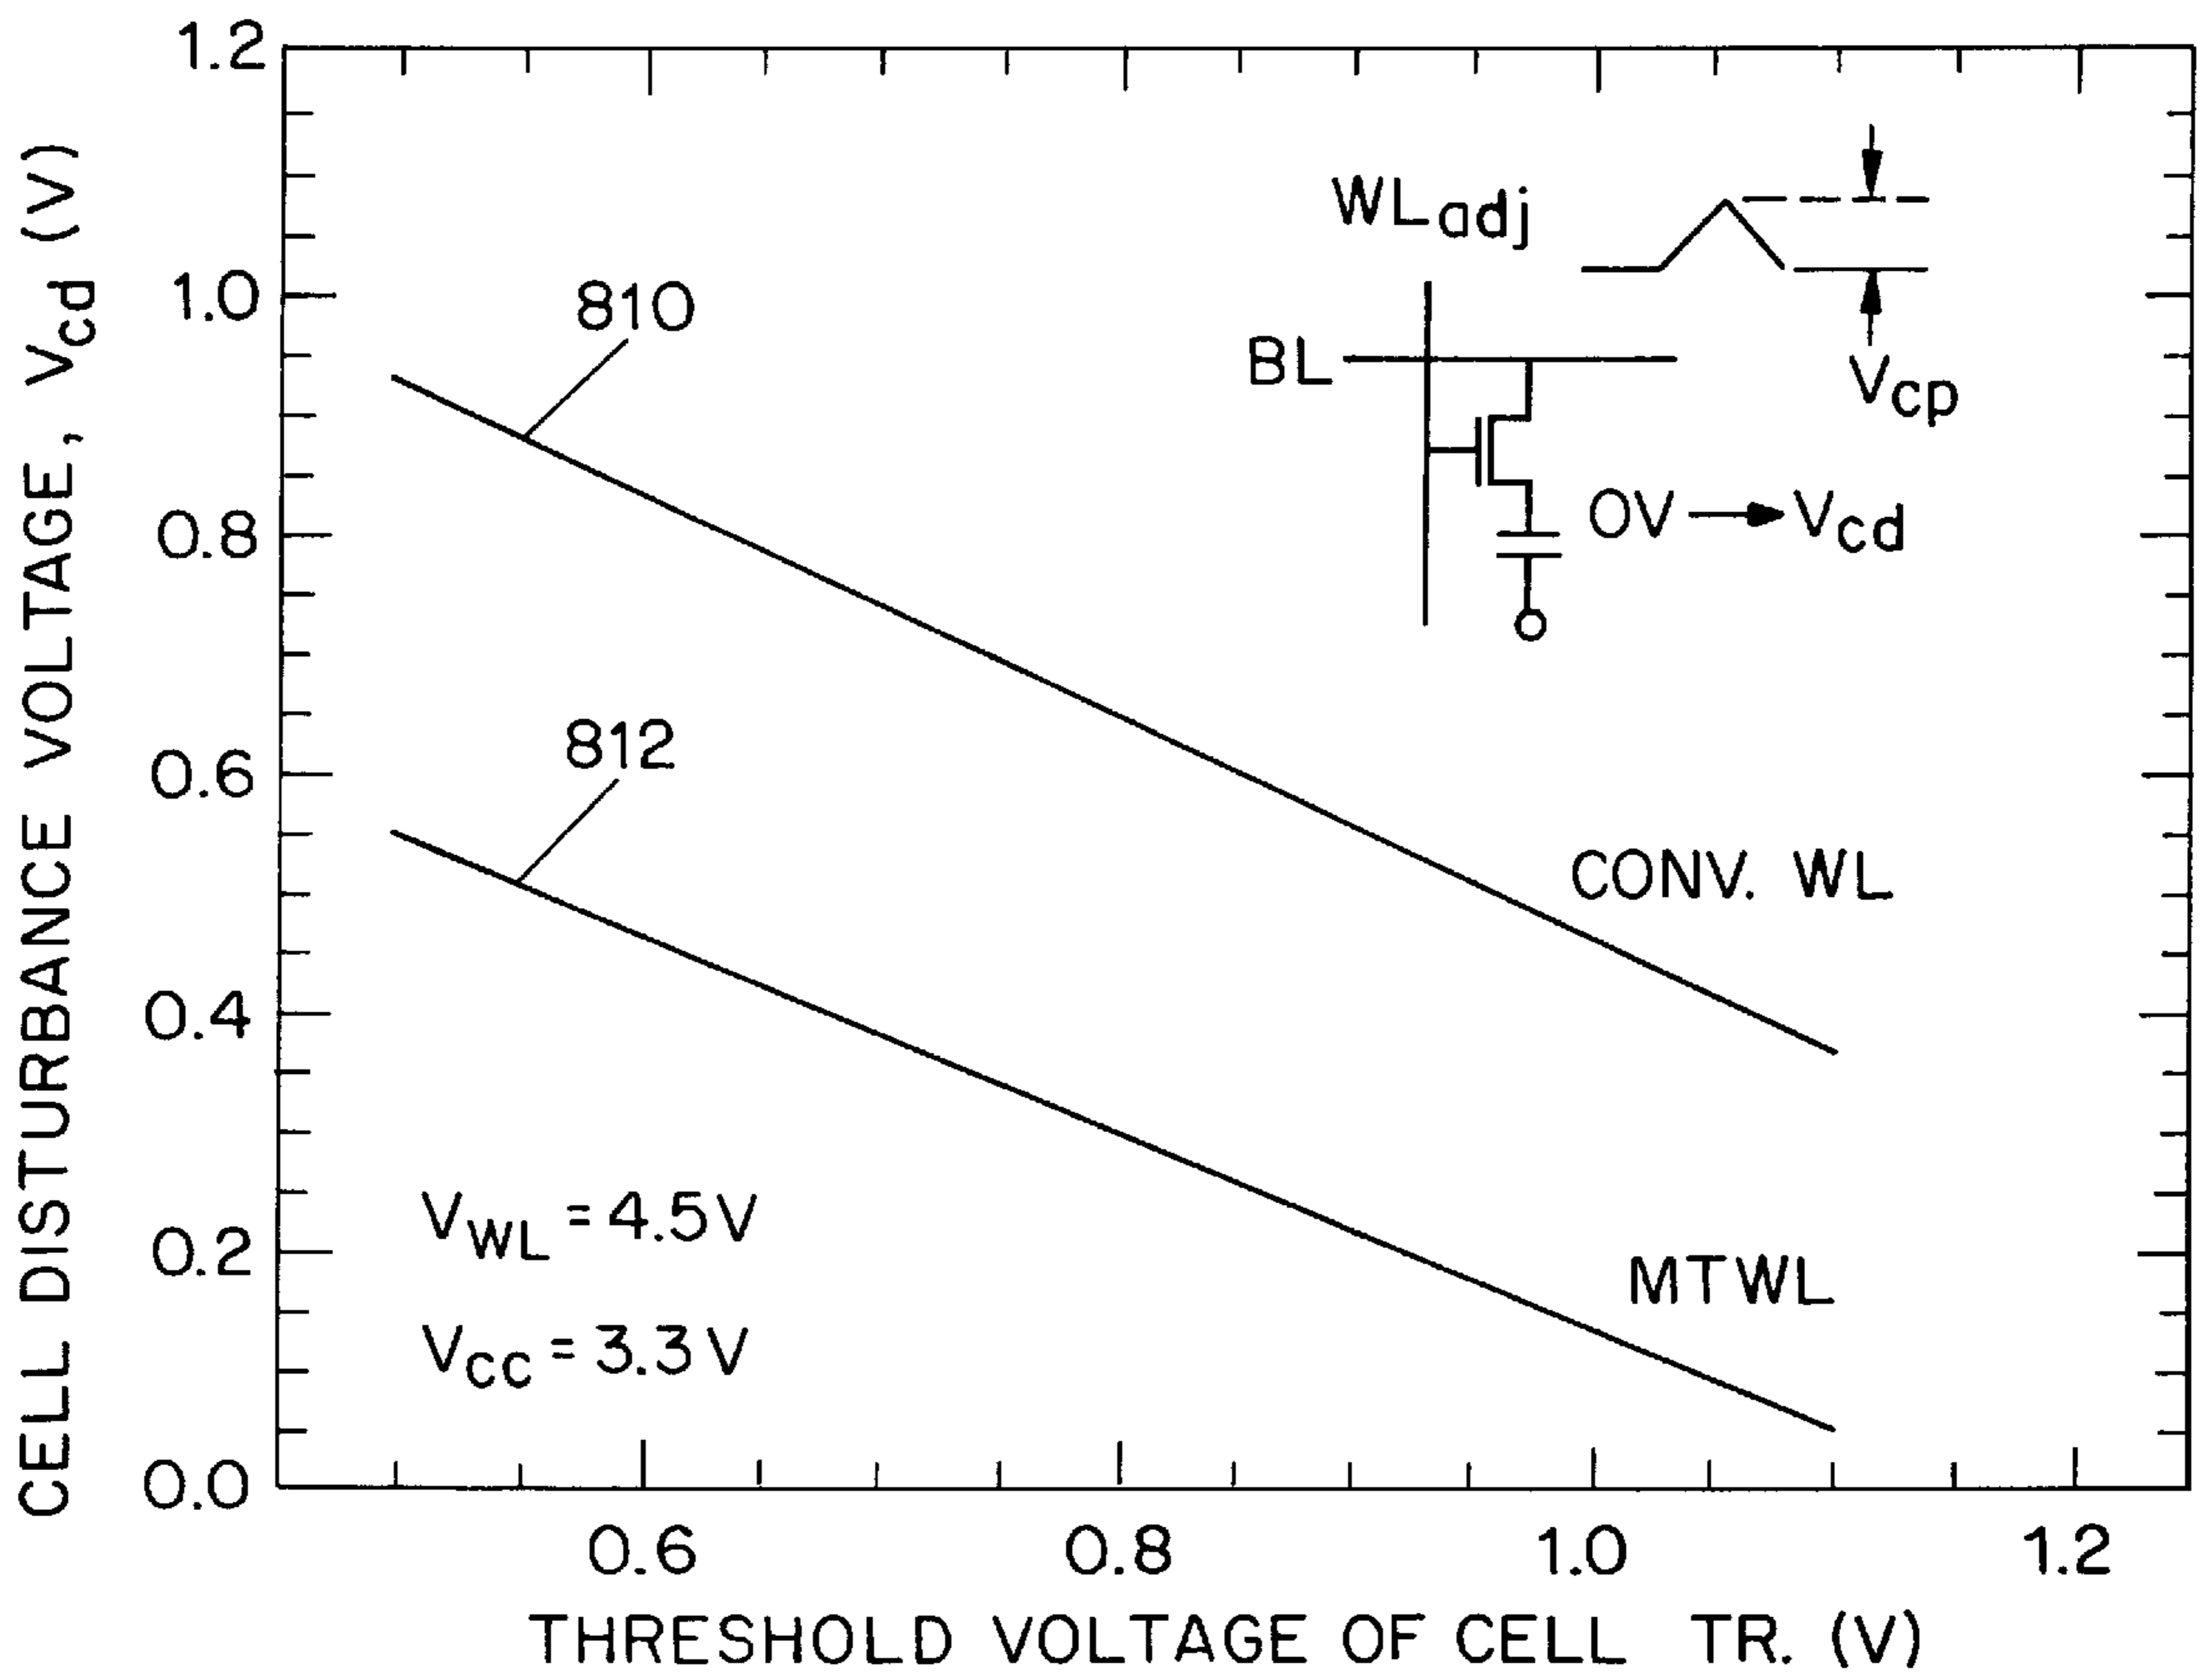 CELL DISTURBANCE VOLTAGE, Vcd (V)
1.2
1.0
0.8
0.6
0.4
0.2
0.0
810
812
WLadj
BL
Vcp
OV → Vcd
CONV. WL
MTWL
VWL = 4.5V
VCC = 3.3V
0.6 0.8 1.0 1.2
THRESHOLD VOLTAGE OF CELL TR. (V)